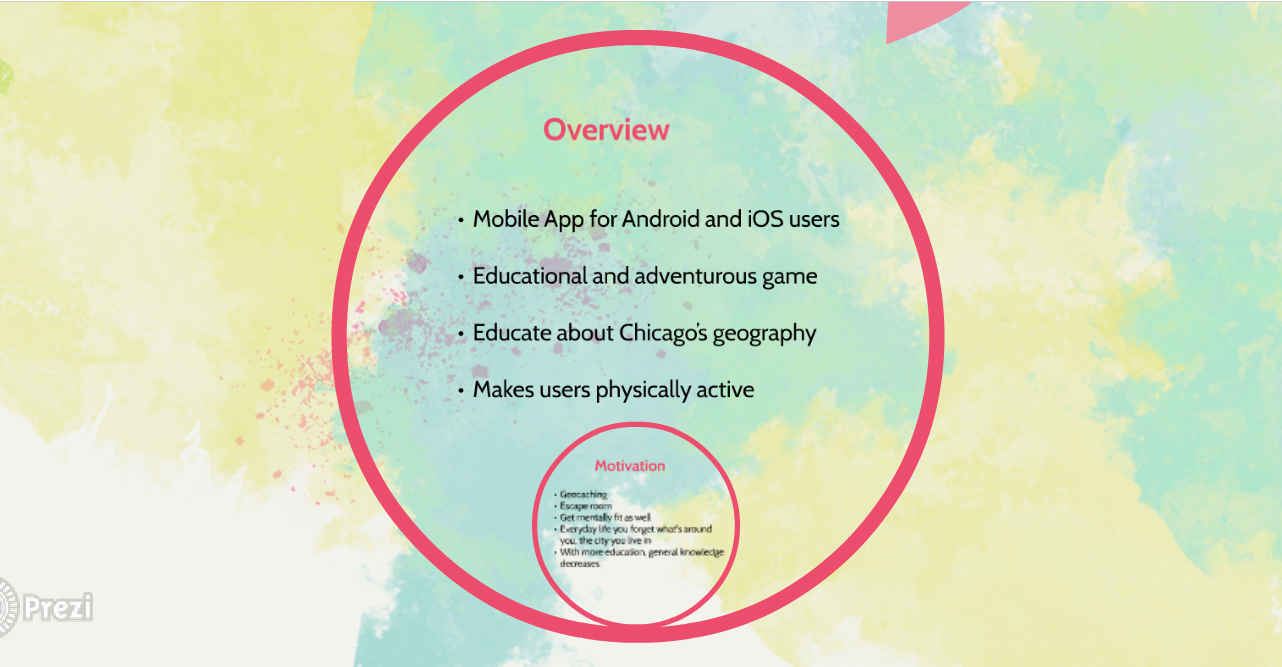 Overview
• Mobile App for Android and iOS users
• Educational and adventurous game
• Educate about Chicago's geography
• Makes users physically active
Motivation
• Geocaching
• Escape room
• Get mentally fit as well
• Everyday life you forget what's around
you, the city you live in
• With more education, general knowledge
decreases
Prezi